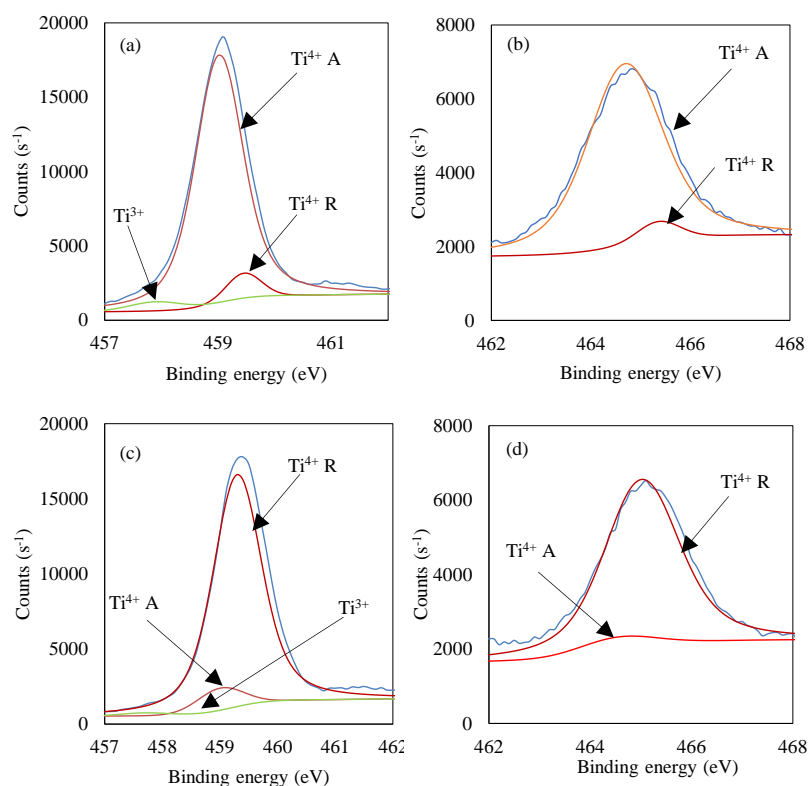 (a)
20000
15000
10000
5000
0
Counts (s⁻¹)
Ti⁴⁺ A
Ti⁴⁺ R
Ti³⁺
457 459 461
Binding energy (eV)
(b)
8000
6000
4000
2000
0
Counts (s⁻¹)
Ti⁴⁺ A
Ti⁴⁺ R
462 464 466 468
Binding energy (eV)
(c)
20000
15000
10000
5000
0
Counts (s⁻¹)
Ti⁴⁺ R
Ti⁴⁺ A
Ti³⁺
457 458 459 460 461 462
Binding energy (eV)
(d)
8000
6000
4000
2000
0
Counts (s⁻¹)
Ti⁴⁺ R
Ti⁴⁺ A
462 464 466 468
Binding energy (eV)